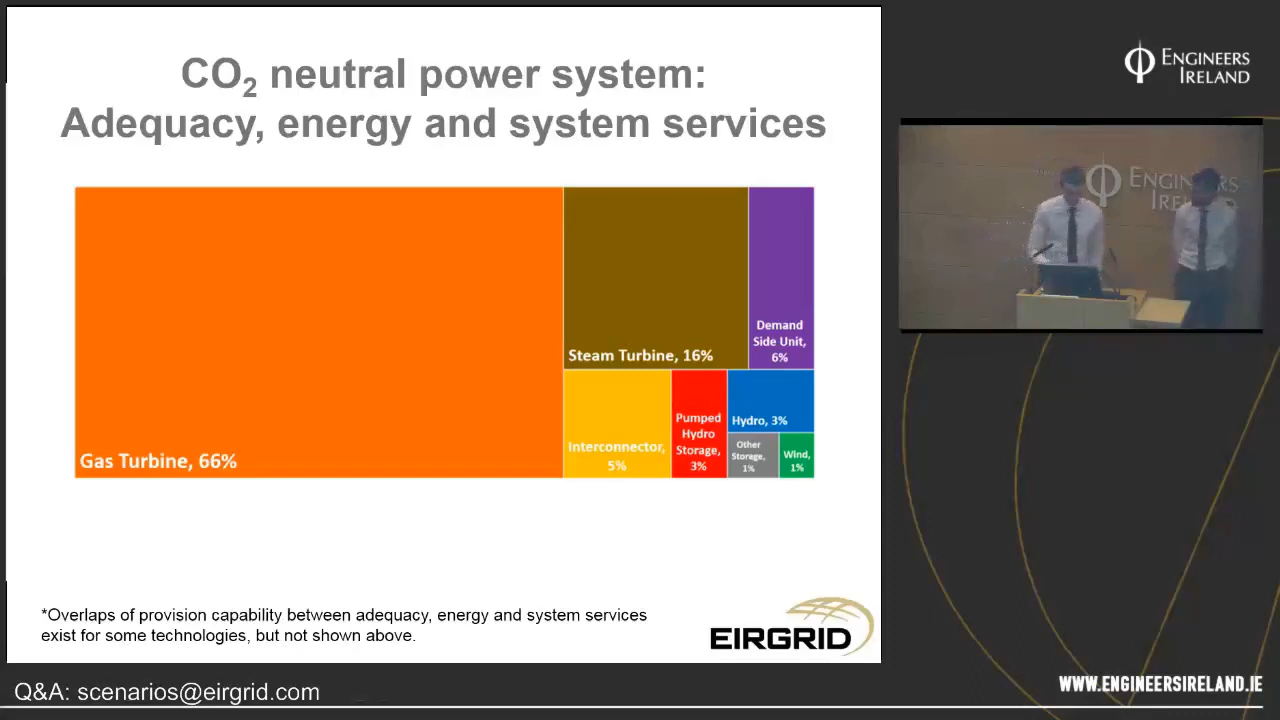 CO2 neutral power system:
Adequacy, energy and system services
Gas Turbine, 66%
Steam Turbine, 16%
Demand
Side Unit,
6%
Interconnector,
5%
Pumped
Hydro
Storage,
3%
Hydro, 3%
Other
Storage,
1%
Wind,
1%
*Overlaps of provision capability between adequacy, energy and system services
exist for some technologies, but not shown above.
EIRGRID
Q&A: scenarios@eirgrid.com
ENGINEERS
IRELAND
ENGINEERS
IRELAND
WWW.ENGINEERSIRELAND.IE